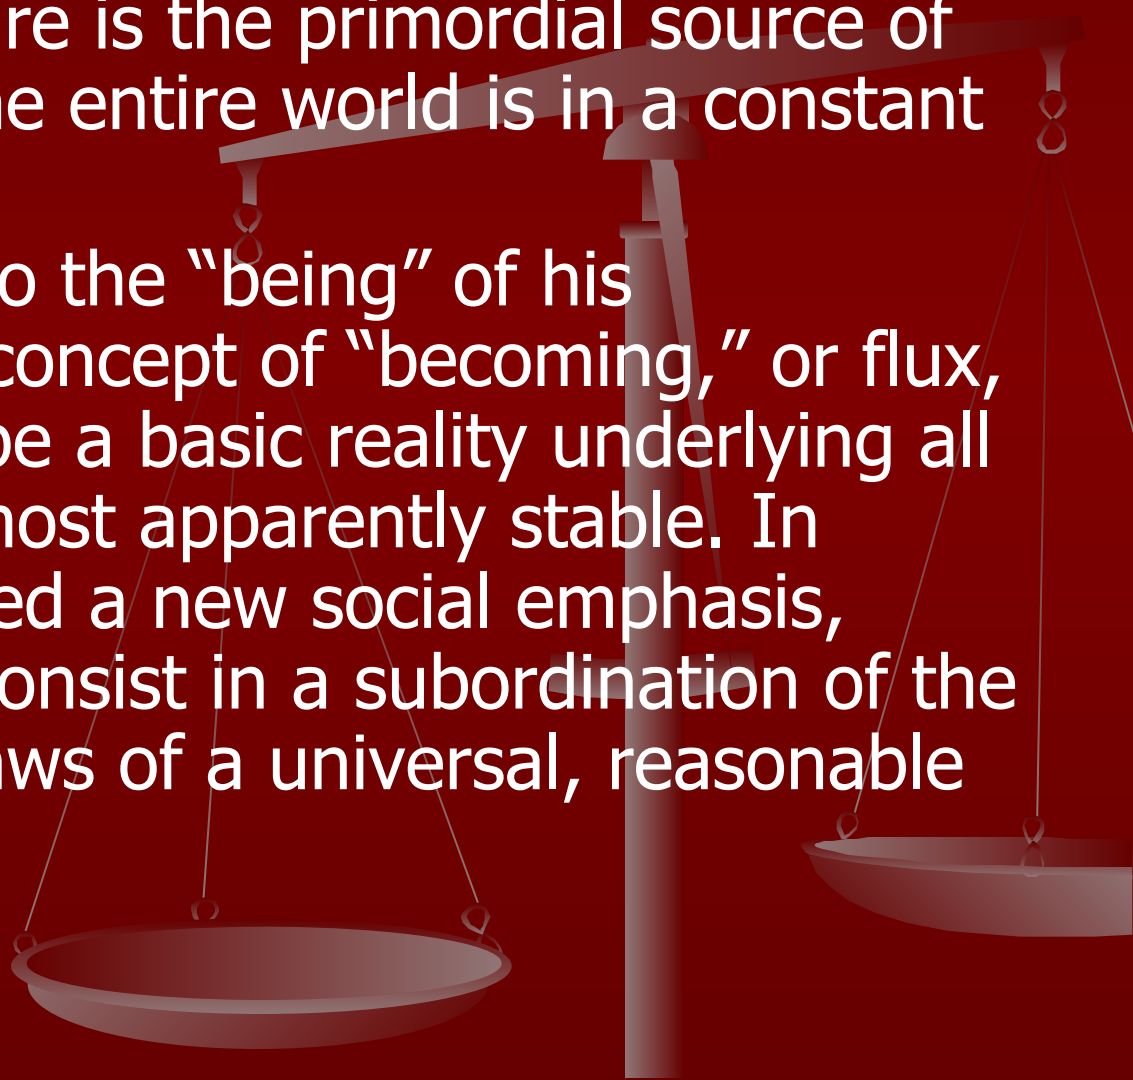 re is the primordial source of
e entire world is in a constant
o the “being” of his
concept of “becoming,” or flux,
be a basic reality underlying all
most apparently stable. In
ed a new social emphasis,
onsist in a subordination of the
aws of a universal, reasonable